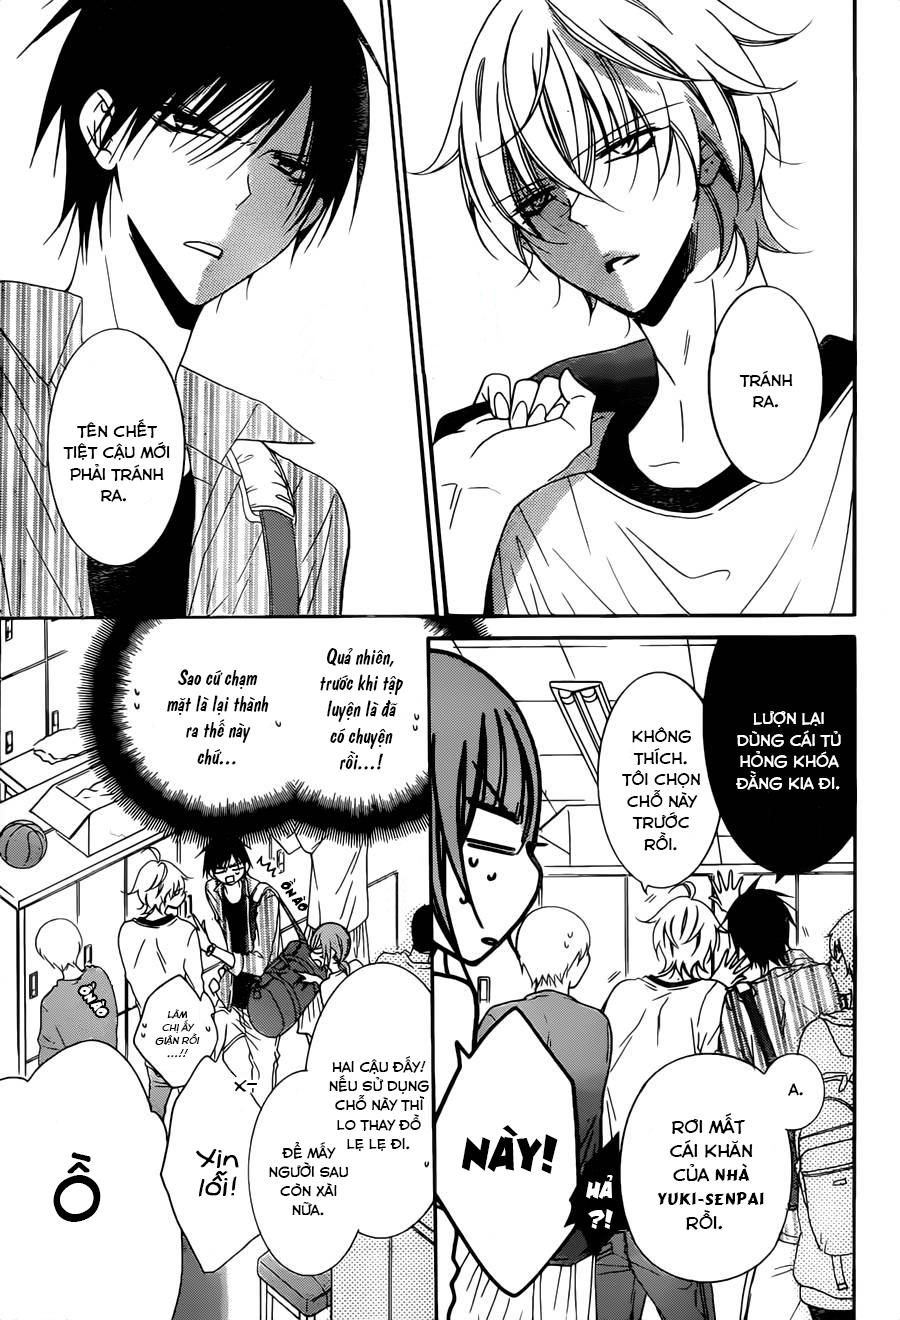 TRÁNH
RA.
TÊN CHẾT
TIỆT CẬU MỚI
PHẢI TRÁNH
RA.
LƯỢN LẠI
DÙNG CÁI TỦ
HỎNG KHÓA
ĐẰNG KIA ĐI.
KHÔNG
THÍCH.
TÔI CHỌN
CHỖ NÀY
TRƯỚC
RỒI.
A.
RƠI MẤT
CÁI KHĂN
CỦA NHÀ
YUKI-SENPAI
RỒI.
HẢ
?!
NÀY!
Quả nhiên,
trước khi tập
luyện là đã
có chuyện
rồi...!
Sao cứ chạm
mặt là lại thành
ra thế này
chứ...
ỒN ÀO
ỒN ÀO
HAI CẬU ĐẤY!
NẾU SỬ DỤNG
CHỖ NÀY THÌ
LO THAY ĐỒ
LẸ LẸ ĐI.
ĐỂ MẤY
NGƯỜI SAU
CÒN XÀI
NỮA.
LÀM
CHỊ ẤY
GIẬN RỒI
...!!
Xin
lỗi!
Ồ